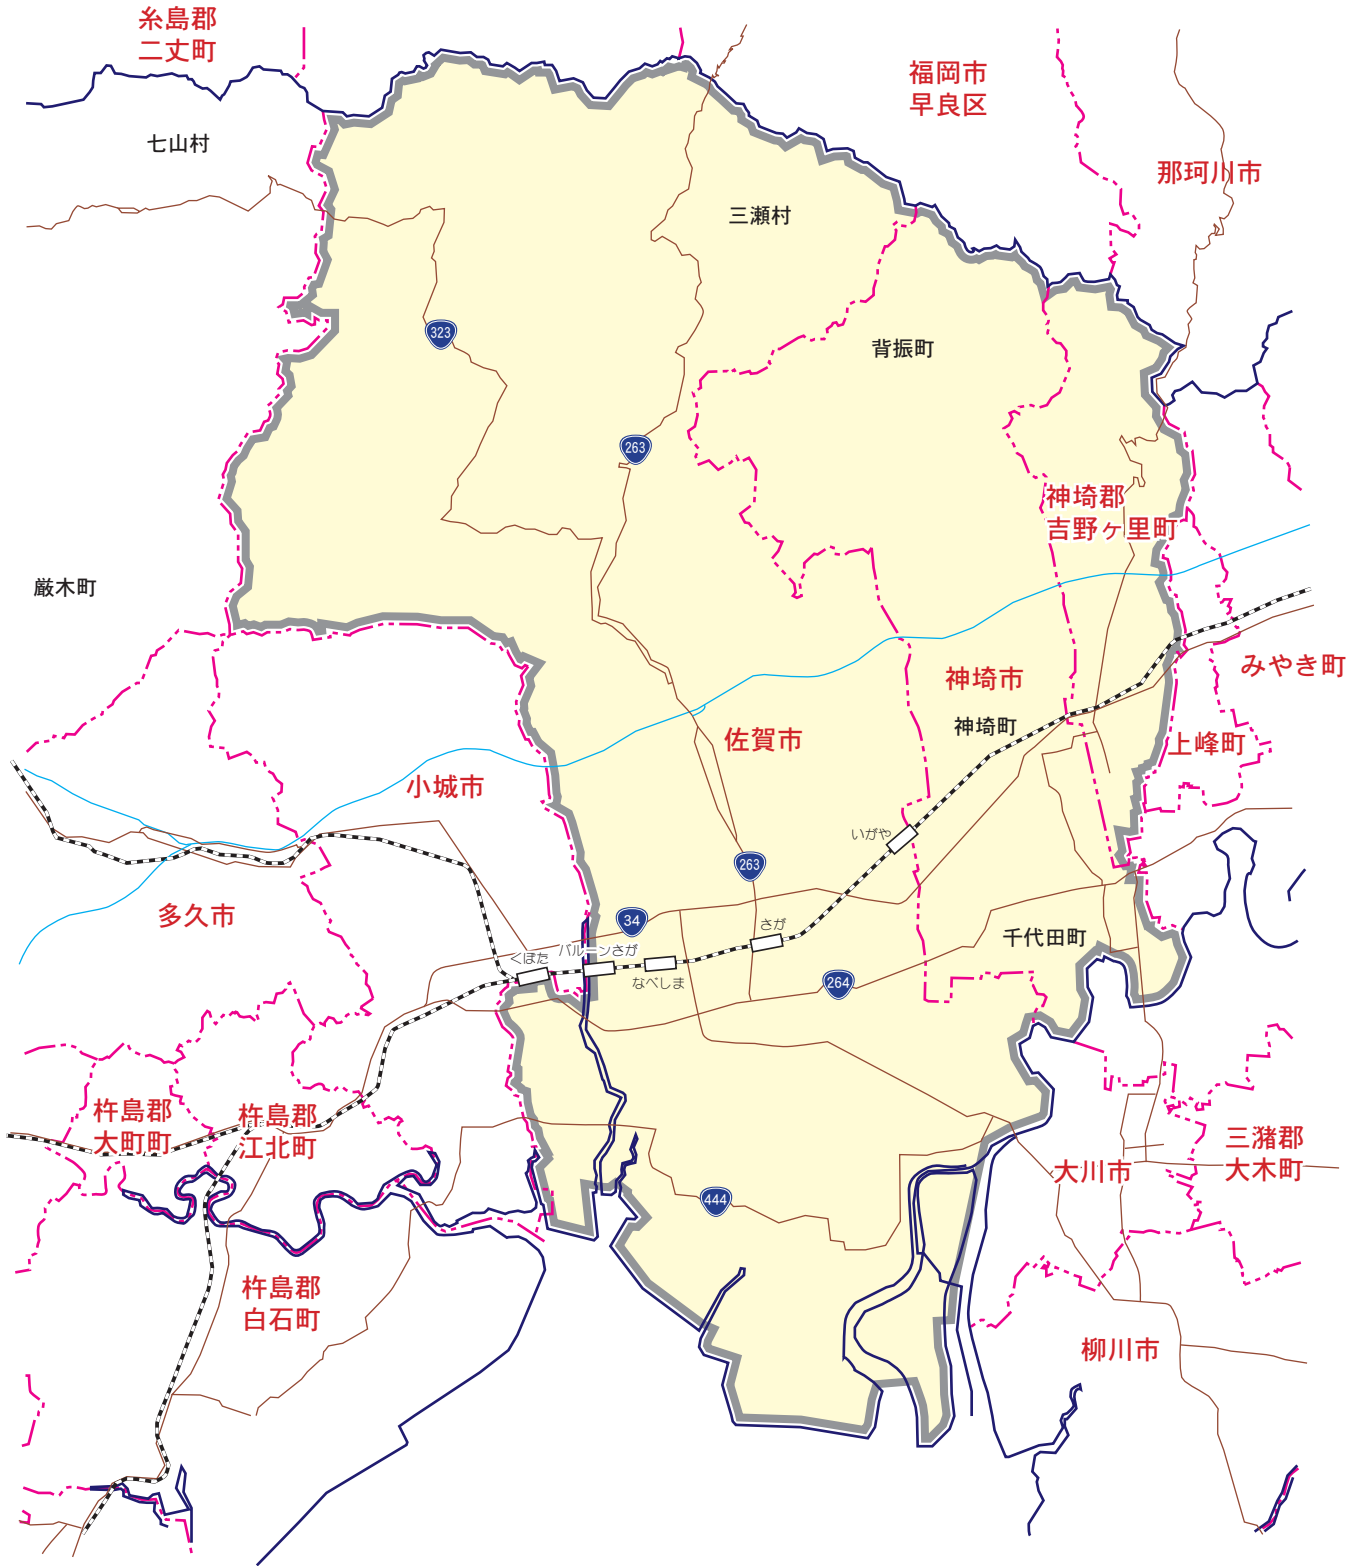 糸島郡
二丈町
福岡市
早良区
七山村
那珂川市
三瀬村
323
背振町
263
神埼郡
吉野ヶ里町
厳木町
みやき町
神埼市
神埼町
佐賀市
上峰町
小城市
いがや
263
多久市
34
さが
千代田町
くぼた
バルーンさが
なべしま
264
杵島郡
大町町
杵島郡
江北町
三潴郡
大木町
大川市
444
杵島郡
白石町
柳川市